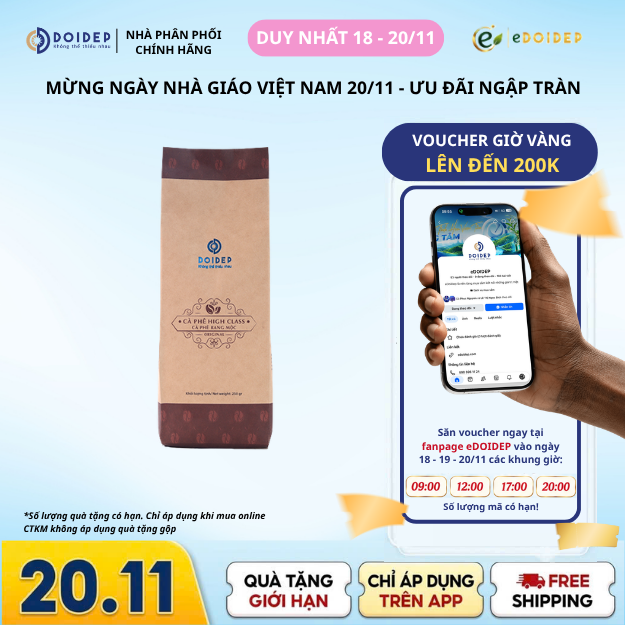 DOIDEP
Không thể thiếu nhau
NHÀ PHÂN PHỐI
CHÍNH HÃNG
DUY NHẤT 18 - 20/11
eDOIDEP
MỪNG NGÀY NHÀ GIÁO VIỆT NAM 20/11 - ƯU ĐÃI NGẬP TRÀN
VOUCHER GIỜ VÀNG
LÊN ĐẾN 200K
DOIDEP
Không thể thiếu nhau
CÀ PHÊ HIGH CLASS
CÀ PHÊ RANG MỘC
eDOIDEP
Săn voucher ngay tại
fanpage eDOIDEP vào ngày
18 - 19 - 20/11 các khung giờ:
09:00 12:00 17:00 20:00
Số lượng mã có hạn!
*Số lượng quà tặng có hạn. Chỉ áp dụng khi mua online
CTKM không áp dụng quà tặng gộp
20.11
QUÀ TẶNG
GIỚI HẠN
CHỈ ÁP DỤNG
TRÊN APP
FREE
SHIPPING